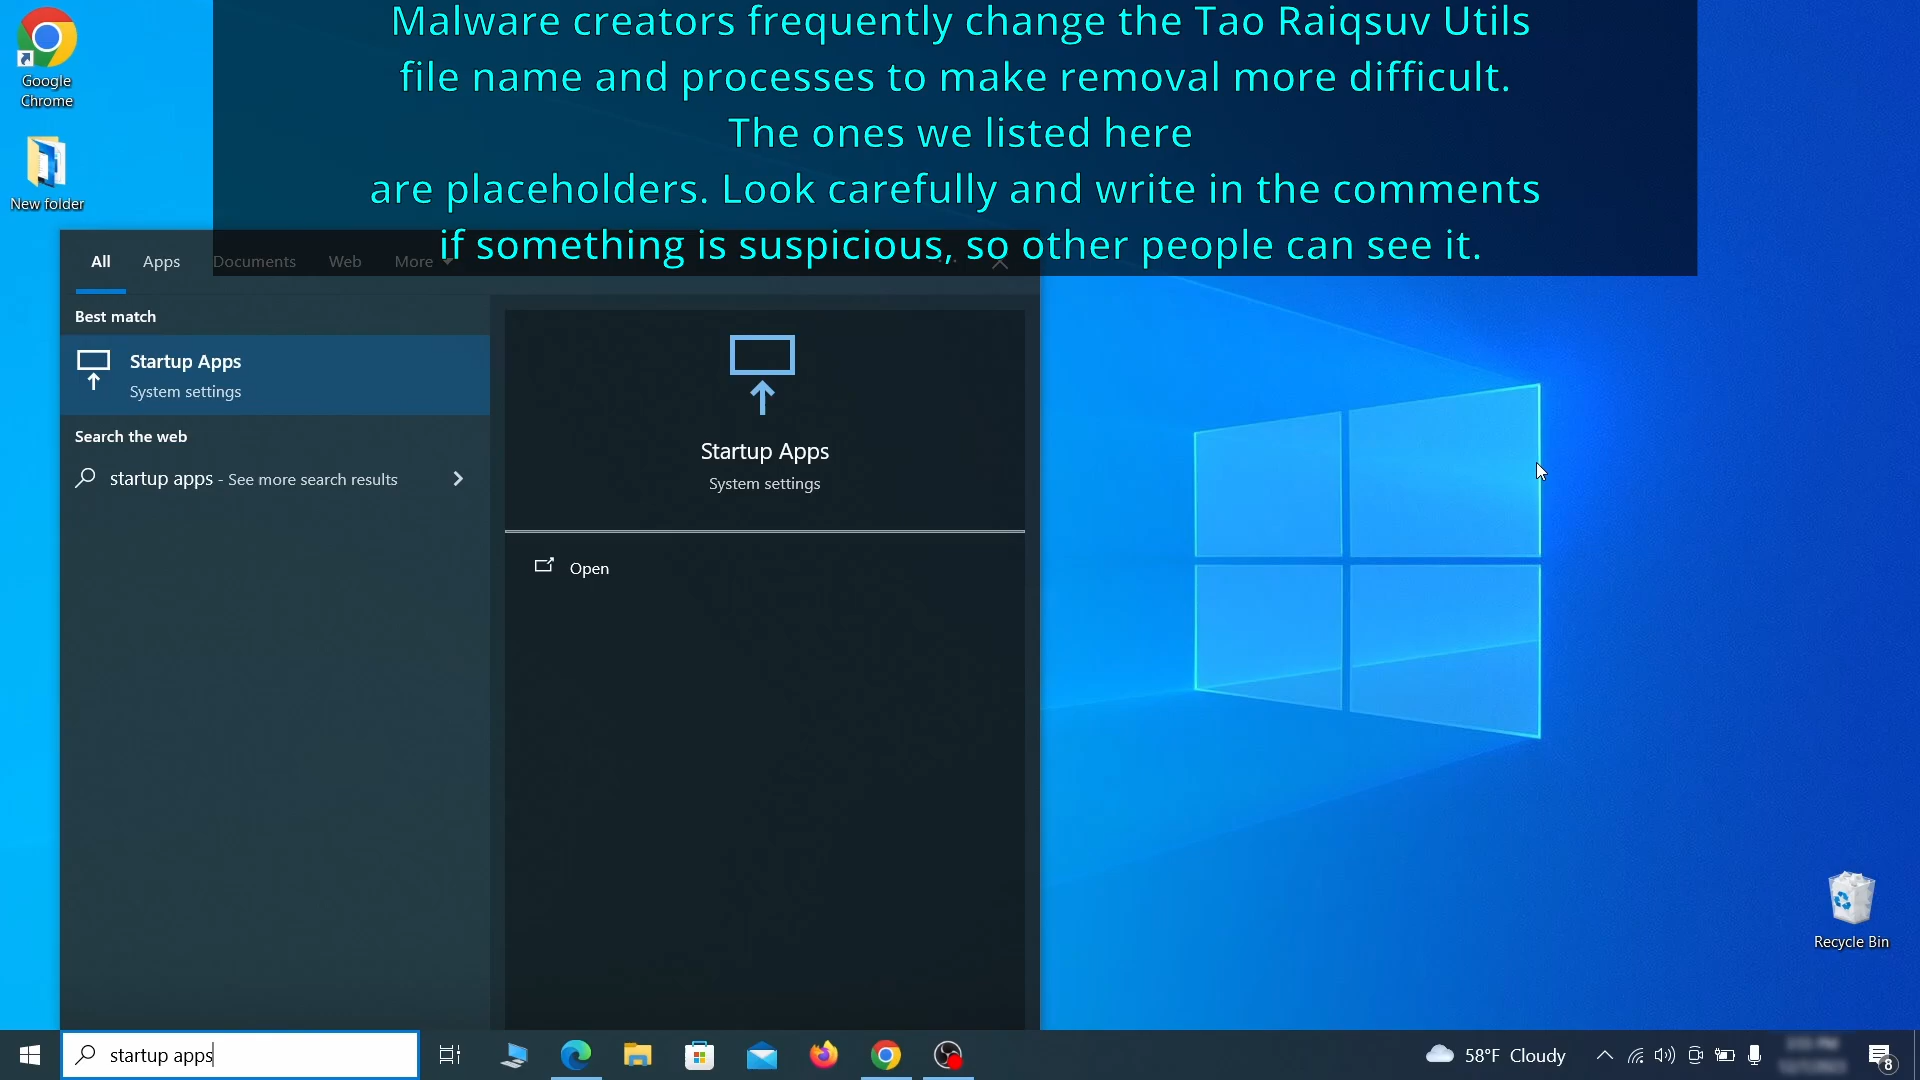 Malware creators frequently change the Tao Raiqsuv Utils
file name and processes to make removal more difficult.
The ones we listed here
are placeholders. Look carefully and write in the comments
if something is suspicious, so other people can see it.
Google
Chrome
New folder
All Apps Documents Web More
Best match
Startup Apps
System settings
Search the web
startup apps - See more search results
Startup Apps
System settings
Open
Recycle Bin
startup apps
58°F Cloudy
8